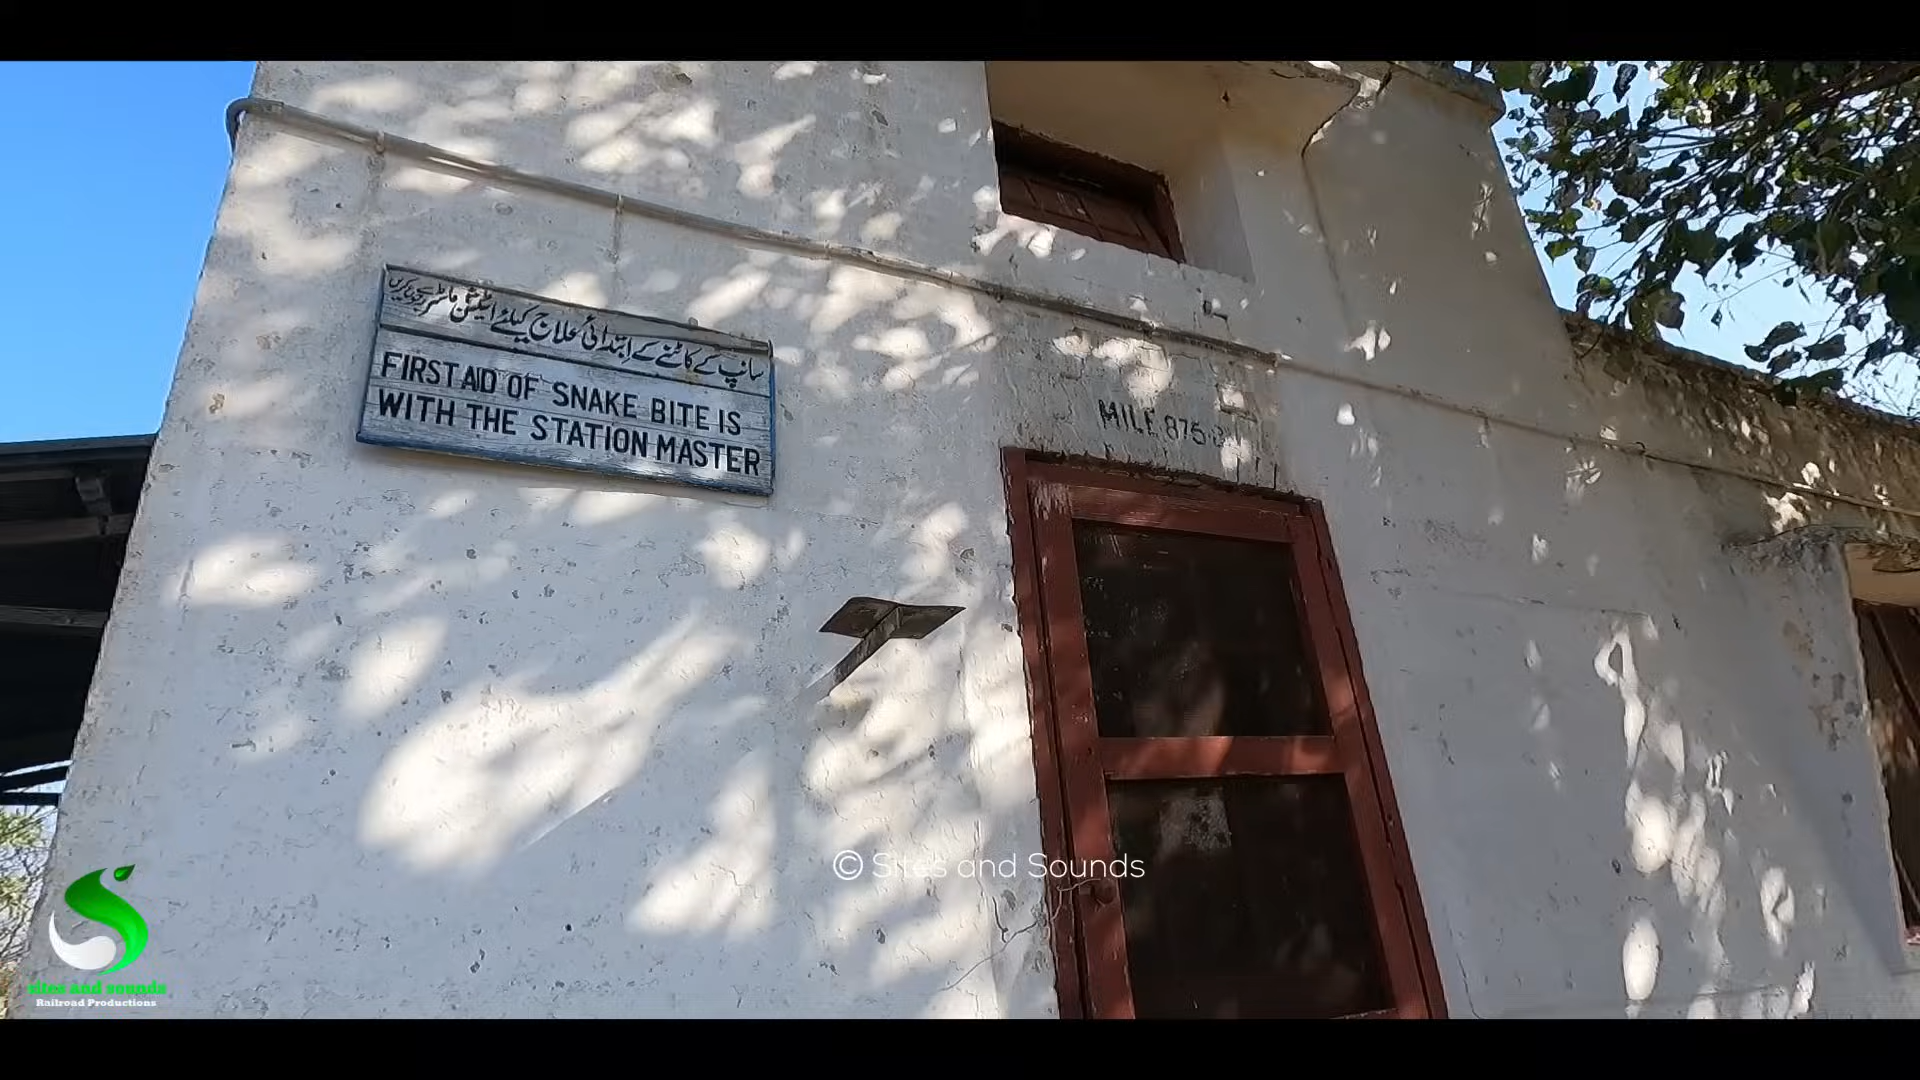 سانپ کے کاٹنے کے ابتدائی علاج کیلئے اسٹیشن ماسٹر سے رجوع کریں
FIRST AID OF SNAKE BITE IS
WITH THE STATION MASTER
MILE 875
© Sites and Sounds
sites and sounds
Railroad Productions